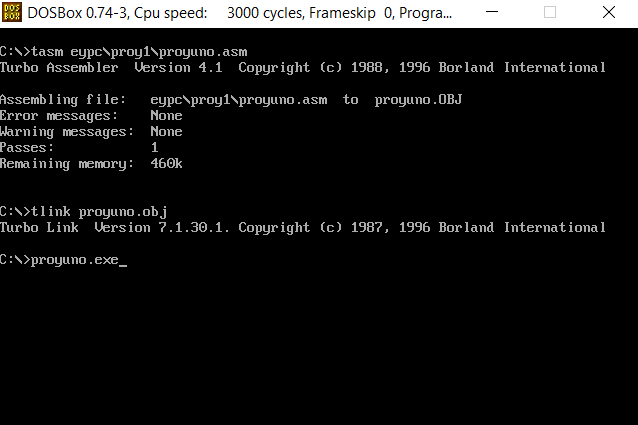 DOS
BOX
DOSBox 0.74-3, Cpu speed: 3000 cycles, Frameskip 0, Progra...
C:\>tasm eypc\proy1\proyuno.asm
Turbo Assembler Version 4.1 Copyright (c) 1988, 1996 Borland International
Assembling file: eypc\proy1\proyuno.asm to proyuno.OBJ
Error messages: None
Warning messages: None
Passes: 1
Remaining memory: 460k
C:\>tlink proyuno.obj
Turbo Link Version 7.1.30.1. Copyright (c) 1987, 1996 Borland International
C:\>proyuno.exe_